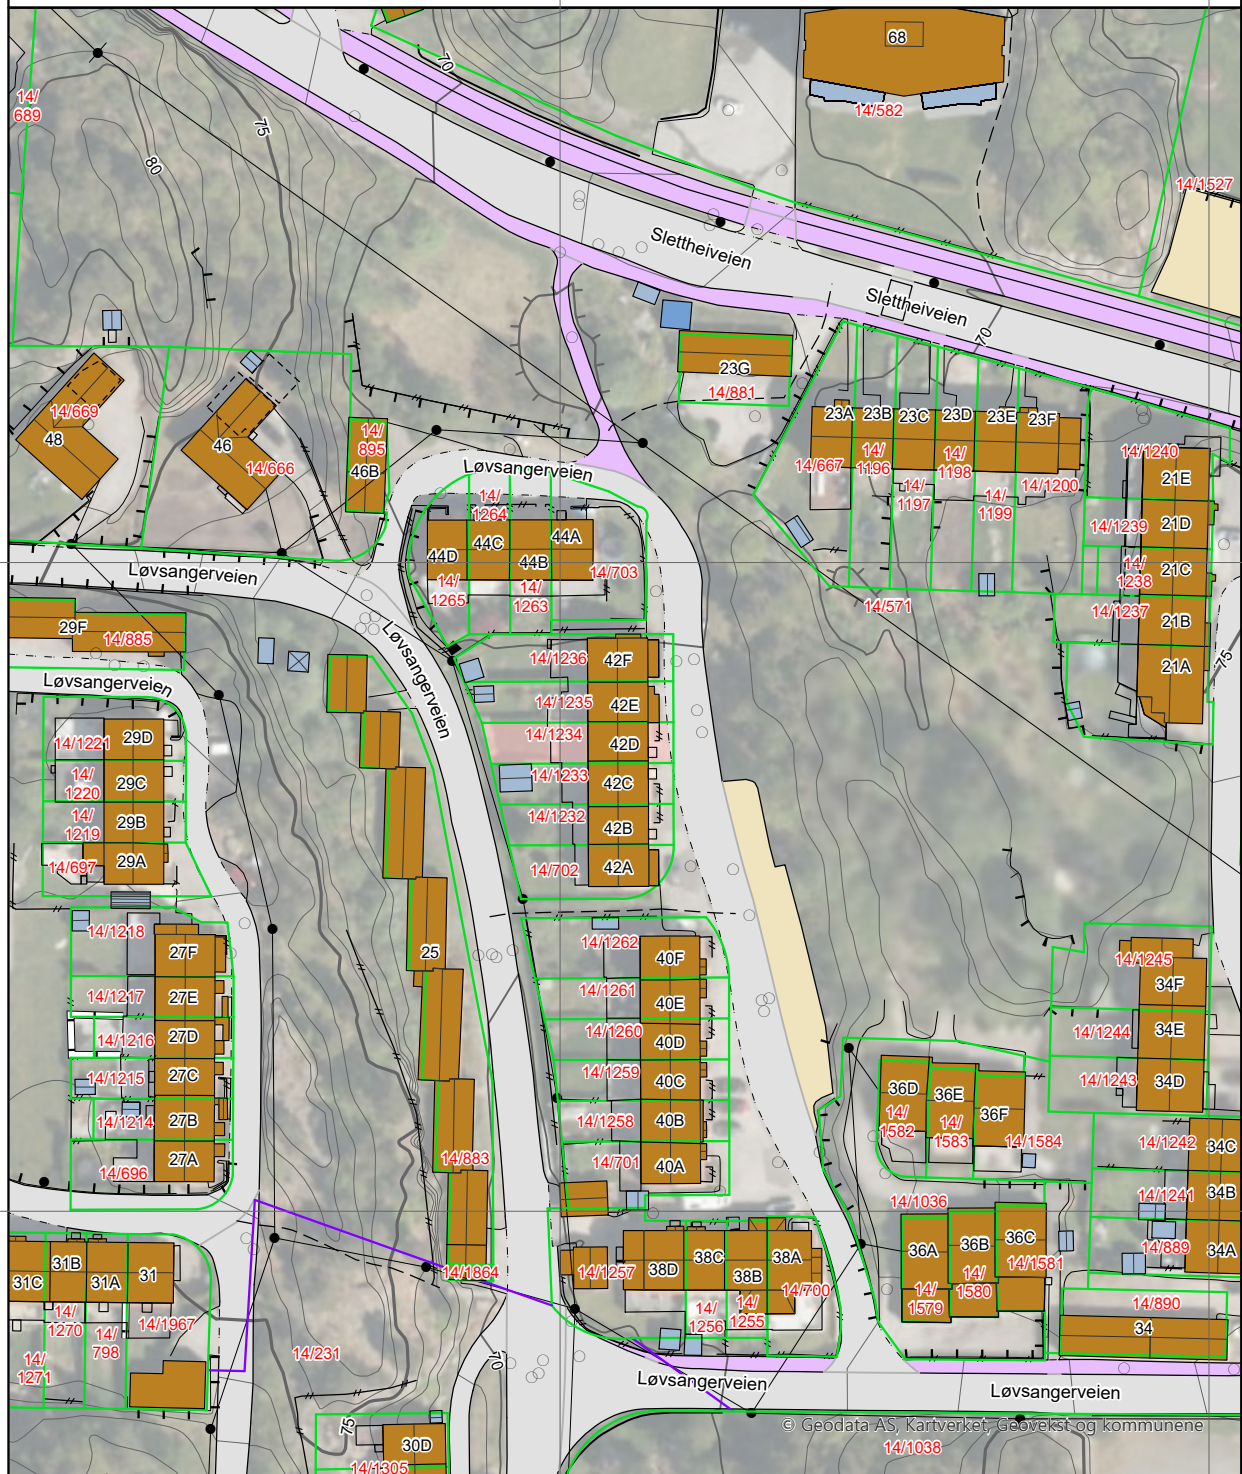 68
70
14/582
14/
689
75
80
14/1527
Slettheiveien
Slettheiveien
70
23G
14/881
23A
23B
23C
23D
23E
23F
14/667
14/
1196
14/
1197
14/
1198
14/
1199
14/1200
14/1240
21E
14/1239
21D
14/
1238
21C
14/1237
21B
21A
75
14/669
48
46
14/666
14/
895
46B
Løvsangerveien
14/
1264
44D
44C
44B
44A
14/
1265
14/
1263
14/703
14/571
Løvsangerveien
29F
14/885
Løvsangerveien
Løvsangerveien
14/1236
42F
14/1235
42E
14/1234
42D
14/1233
42C
14/1232
42B
14/702
42A
14/1221
29D
14/
1220
29C
14/
1219
29B
14/697
29A
14/1218
27F
14/1217
27E
14/1216
27D
14/1215
27C
14/1214
27B
14/696
27A
25
14/883
14/1262
40F
14/1261
40E
14/1260
40D
14/1259
40C
14/1258
40B
14/701
40A
14/1245
34F
14/1244
34E
14/1243
34D
14/1242
34C
14/1241
34B
14/889
34A
36D
36E
36F
14/
1582
14/
1583
14/1584
14/1036
36A
36B
36C
14/
1579
14/
1580
14/1581
14/890
34
14/1257
38D
38C
38B
38A
14/
1256
14/
1255
14/700
31C
31B
31A
31
14/
1271
14/
1270
14/
798
14/1967
14/1864
14/231
70
75
30D
14/1305
Løvsangerveien
Løvsangerveien
© Geodata AS, Kartverket, Geovekst og kommunene
14/1038